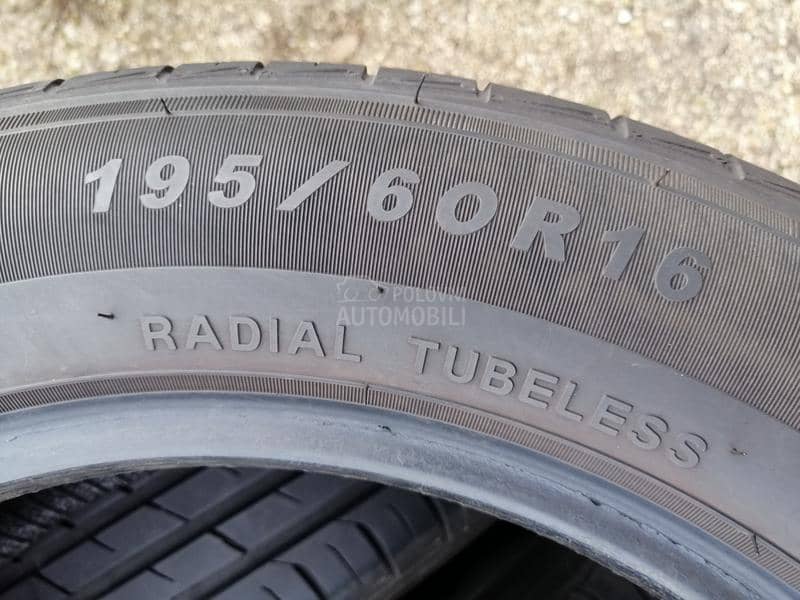 195/60R16
POLOVNI
AUTOMOBILI
RADIAL TUBELESS